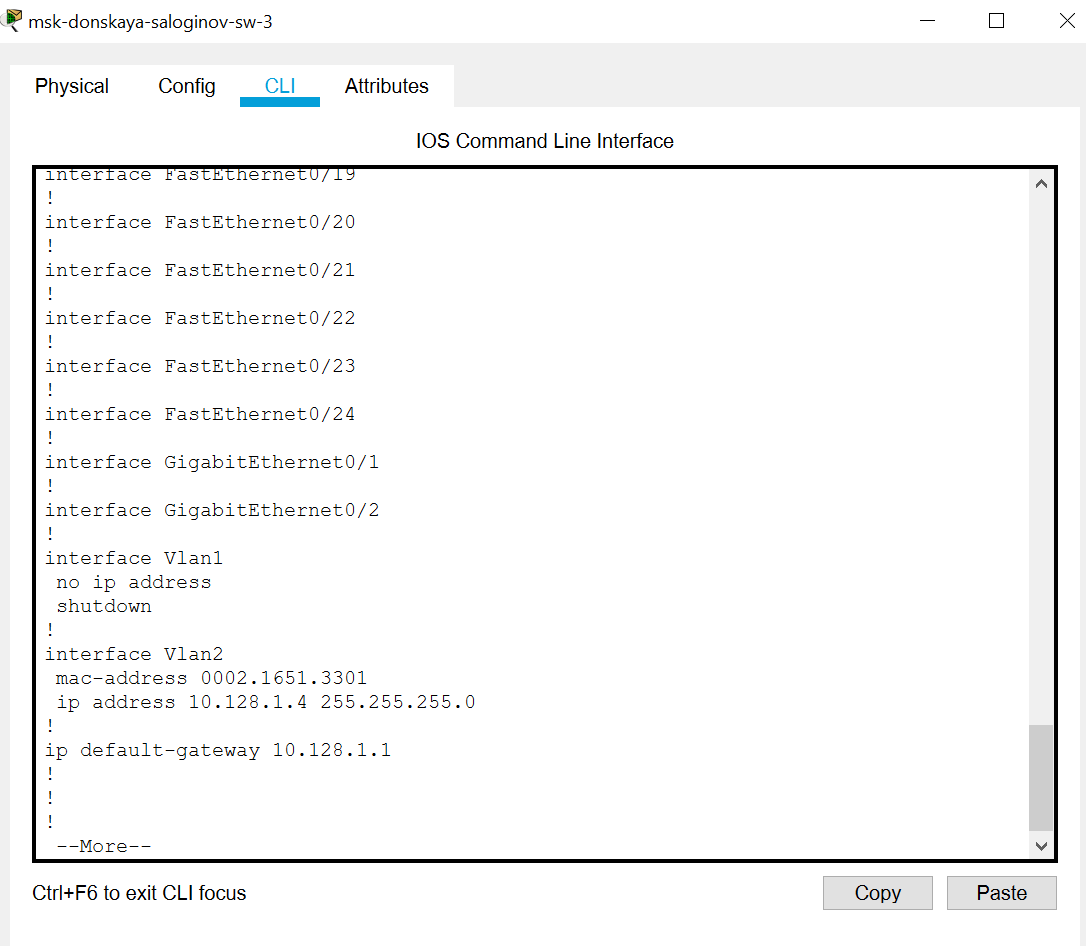 msk-donskaya-saloginov-sw-3
Physical Config CLI Attributes
IOS Command Line Interface
interface FastEthernet0/19
!
interface FastEthernet0/20
!
interface FastEthernet0/21
!
interface FastEthernet0/22
!
interface FastEthernet0/23
!
interface FastEthernet0/24
!
interface GigabitEthernet0/1
!
interface GigabitEthernet0/2
!
interface Vlan1
 no ip address
 shutdown
!
interface Vlan2
 mac-address 0002.1651.3301
 ip address 10.128.1.4 255.255.255.0
!
ip default-gateway 10.128.1.1
!
!
!
 --More--
Ctrl+F6 to exit CLI focus
Copy Paste